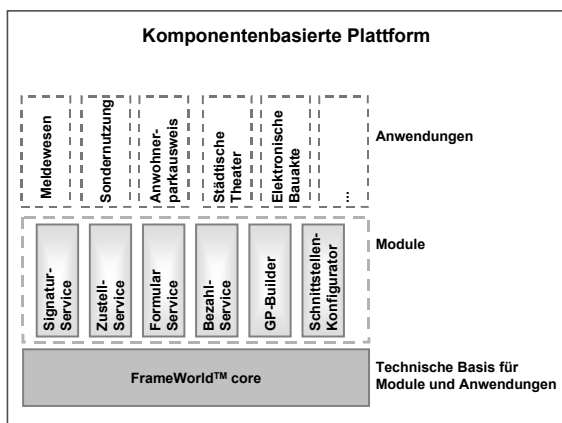 Komponentenbasierte Plattform
Meldewesen
Sondernutzung
Anwohner-
parkausweis
Städtische
Theater
Elektronische
Bauakte
...
Anwendungen
Signatur-
Service
Zustell-
Service
Formular
Service
Bezahl-
Service
GP-Builder
Schnittstellen-
Konfigurator
Module
FrameWorld™ core
Technische Basis für
Module und Anwendungen